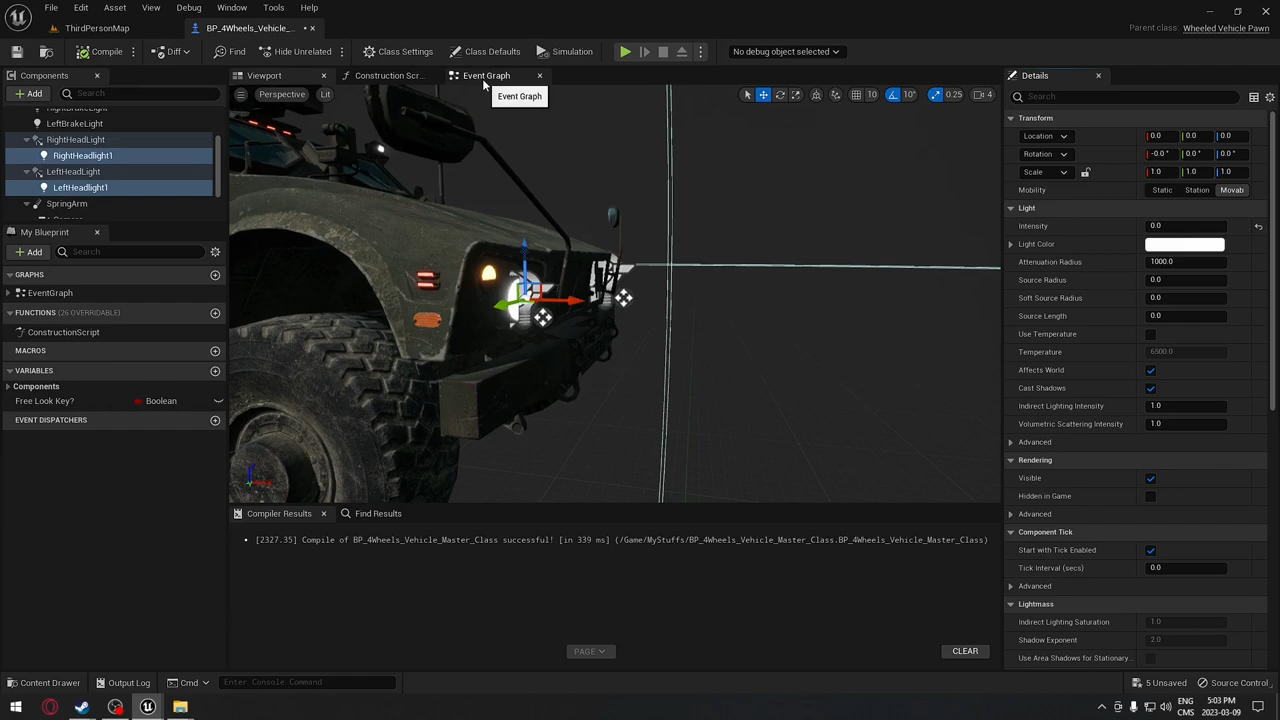 File Edit Asset View Debug Window Tools Help
ThirdPersonMap
BP_4Wheels_Vehicle_...
Parent class: Wheeled Vehicle Pawn
Compile
Diff
Find
Hide Unrelated
Class Settings
Class Defaults
Simulation
No debug object selected
Components
Viewport
Construction Scr...
Event Graph
Details
Add
Search
Perspective
Lit
Event Graph
10
10°
0.25
4
Search
LeftBrakeLight
RightHeadLight
RightHeadlight1
LeftHeadLight
LeftHeadlight1
SpringArm
My Blueprint
Add
Search
GRAPHS
EventGraph
FUNCTIONS (26 OVERRIDABLE)
ConstructionScript
MACROS
VARIABLES
Components
Free Look Key? Boolean
EVENT DISPATCHERS
Transform
Location 0.0 0.0 0.0
Rotation -0.0 ° 0.0 ° 0.0 °
Scale 1.0 1.0 1.0
Mobility Static Station Movab
Light
Intensity 0.0
Light Color
Attenuation Radius 1000.0
Source Radius 0.0
Soft Source Radius 0.0
Source Length 0.0
Use Temperature
Temperature 6500.0
Affects World
Cast Shadows
Indirect Lighting Intensity 1.0
Volumetric Scattering Intensity 1.0
Advanced
Rendering
Visible
Hidden in Game
Advanced
Component Tick
Start with Tick Enabled
Tick Interval (secs) 0.0
Advanced
Lightmass
Indirect Lighting Saturation 1.0
Shadow Exponent 2.0
Use Area Shadows for Stationary...
Compiler Results
Find Results
[2327.35] Compile of BP_4Wheels_Vehicle_Master_Class successful! [in 339 ms] (/Game/MyStuffs/BP_4Wheels_Vehicle_Master_Class.BP_4Wheels_Vehicle_Master_Class)
PAGE
CLEAR
Content Drawer
Output Log
Cmd
Enter Console Command
5 Unsaved
Source Control
ENG
CMS
5:03 PM
2023-03-09